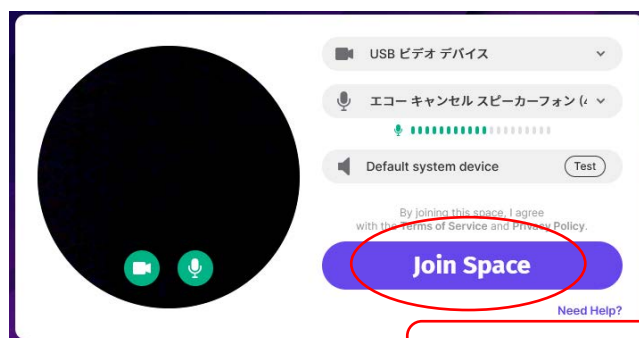 USB ビデオ デバイス
エコー キャンセル スピーカーフォン (4
Default system device
Test
By joining this space, I agree
with the Terms of Service and Privacy Policy.
Join Space
Need Help?